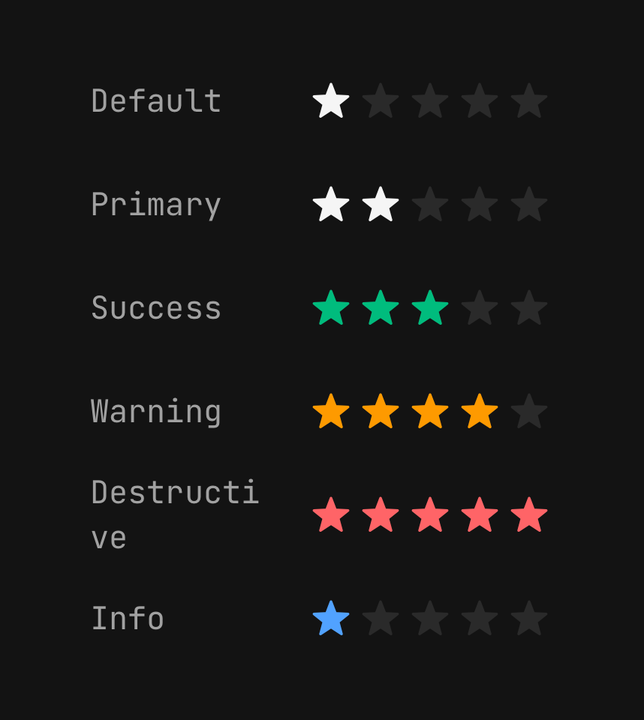 Default
Primary
Success
Warning
Destructi
ve
Info